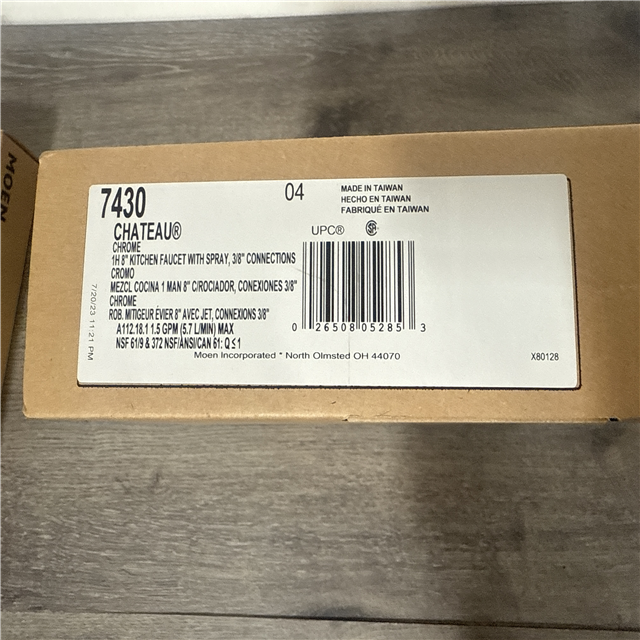 MOEN
7430
04
MADE IN TAIWAN
HECHO EN TAIWAN
FABRIQUÉ EN TAIWAN
CHATEAU®
UPC®
CHROME
1H 8" KITCHEN FAUCET WITH SPRAY, 3/8" CONNECTIONS
CROMO
MEZCL COCINA 1 MAN 8" C/ROCIADOR, CONEXIONES 3/8"
CHROME
ROB. MITIGEUR ÉVIER 8" AVEC JET, CONNEXIONS 3/8"
A112.18.1 1.5 GPM (5.7 L/MIN) MAX
NSF 61/9 & 372 NSF/ANSI/CAN 61: Q ≤ 1
0 26508 05285 3
Moen Incorporated * North Olmsted OH 44070
X80128
7/20/23 11:21 PM